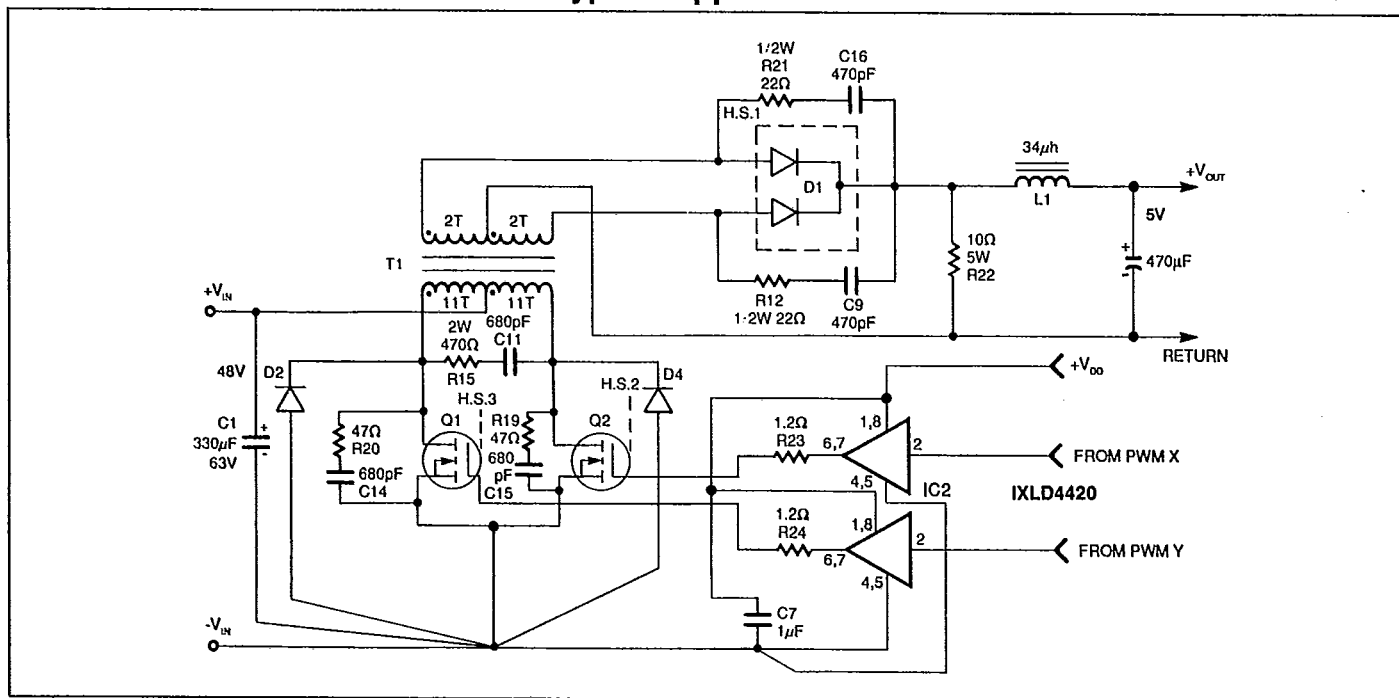 1/2W
R21
22Ω
C16
470pF
H.S.1
D1
34μh
L1
+V_OUT
5V
2T 2T
10Ω
5W
R22
+
-
470μF
T1
R12
1-2W 22Ω
C9
470pF
+V_IN
11T 11T
RETURN
2W
470Ω
R15
680pF
C11
48V
D2
D4
+V_DD
H.S.3
H.S.2
C1
330μF
63V
+
-
47Ω
R20
Q1
R19
47Ω
Q2
1.2Ω
R23
6,7
1,8
2
FROM PWM X
680pF
C14
680
pF
C15
4,5
IC2
IXLD4420
1.2Ω
R24
6,7
1,8
2
FROM PWM Y
4,5
C7
1μF
-V_IN